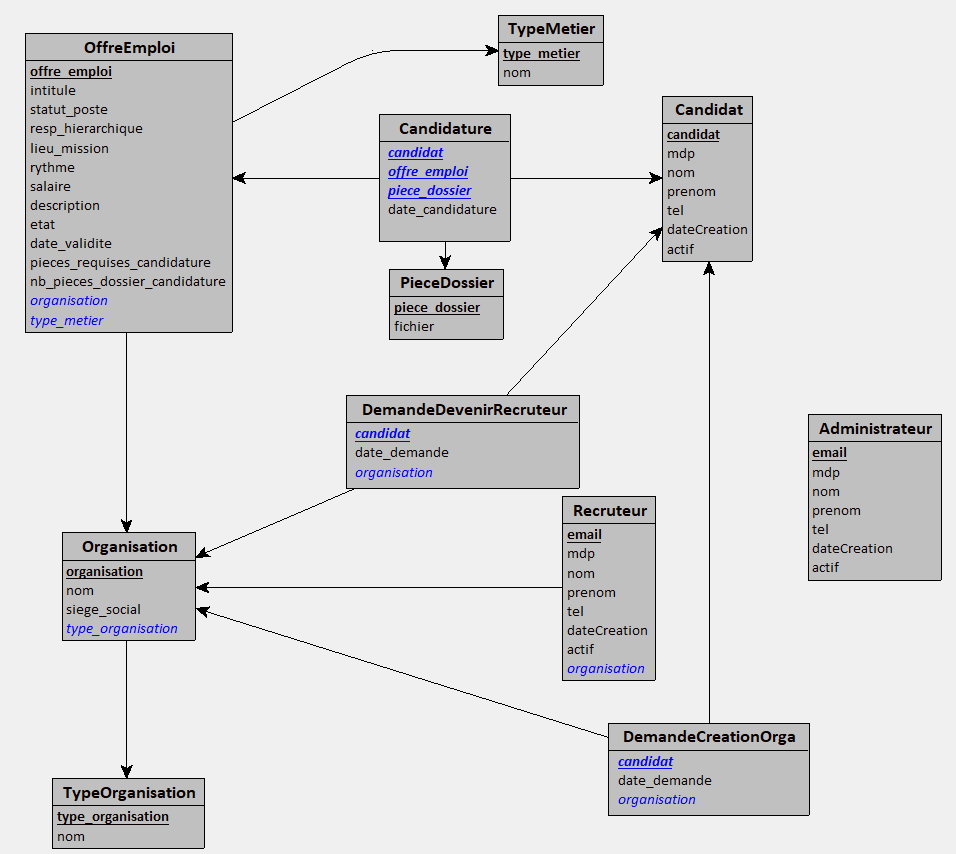 OffreEmploi
offre_emploi
intitule
statut_poste
resp_hierarchique
lieu_mission
rythme
salaire
description
etat
date_validite
pieces_requises_candidature
nb_pieces_dossier_candidature
organisation
type_metier
TypeMetier
type_metier
nom
Candidature
candidat
offre_emploi
piece_dossier
date_candidature
Candidat
candidat
mdp
nom
prenom
tel
dateCreation
actif
PieceDossier
piece_dossier
fichier
DemandeDevenirRecruteur
candidat
date_demande
organisation
Administrateur
email
mdp
nom
prenom
tel
dateCreation
actif
Recruteur
email
mdp
nom
prenom
tel
dateCreation
actif
organisation
Organisation
organisation
nom
siege_social
type_organisation
DemandeCreationOrga
candidat
date_demande
organisation
TypeOrganisation
type_organisation
nom